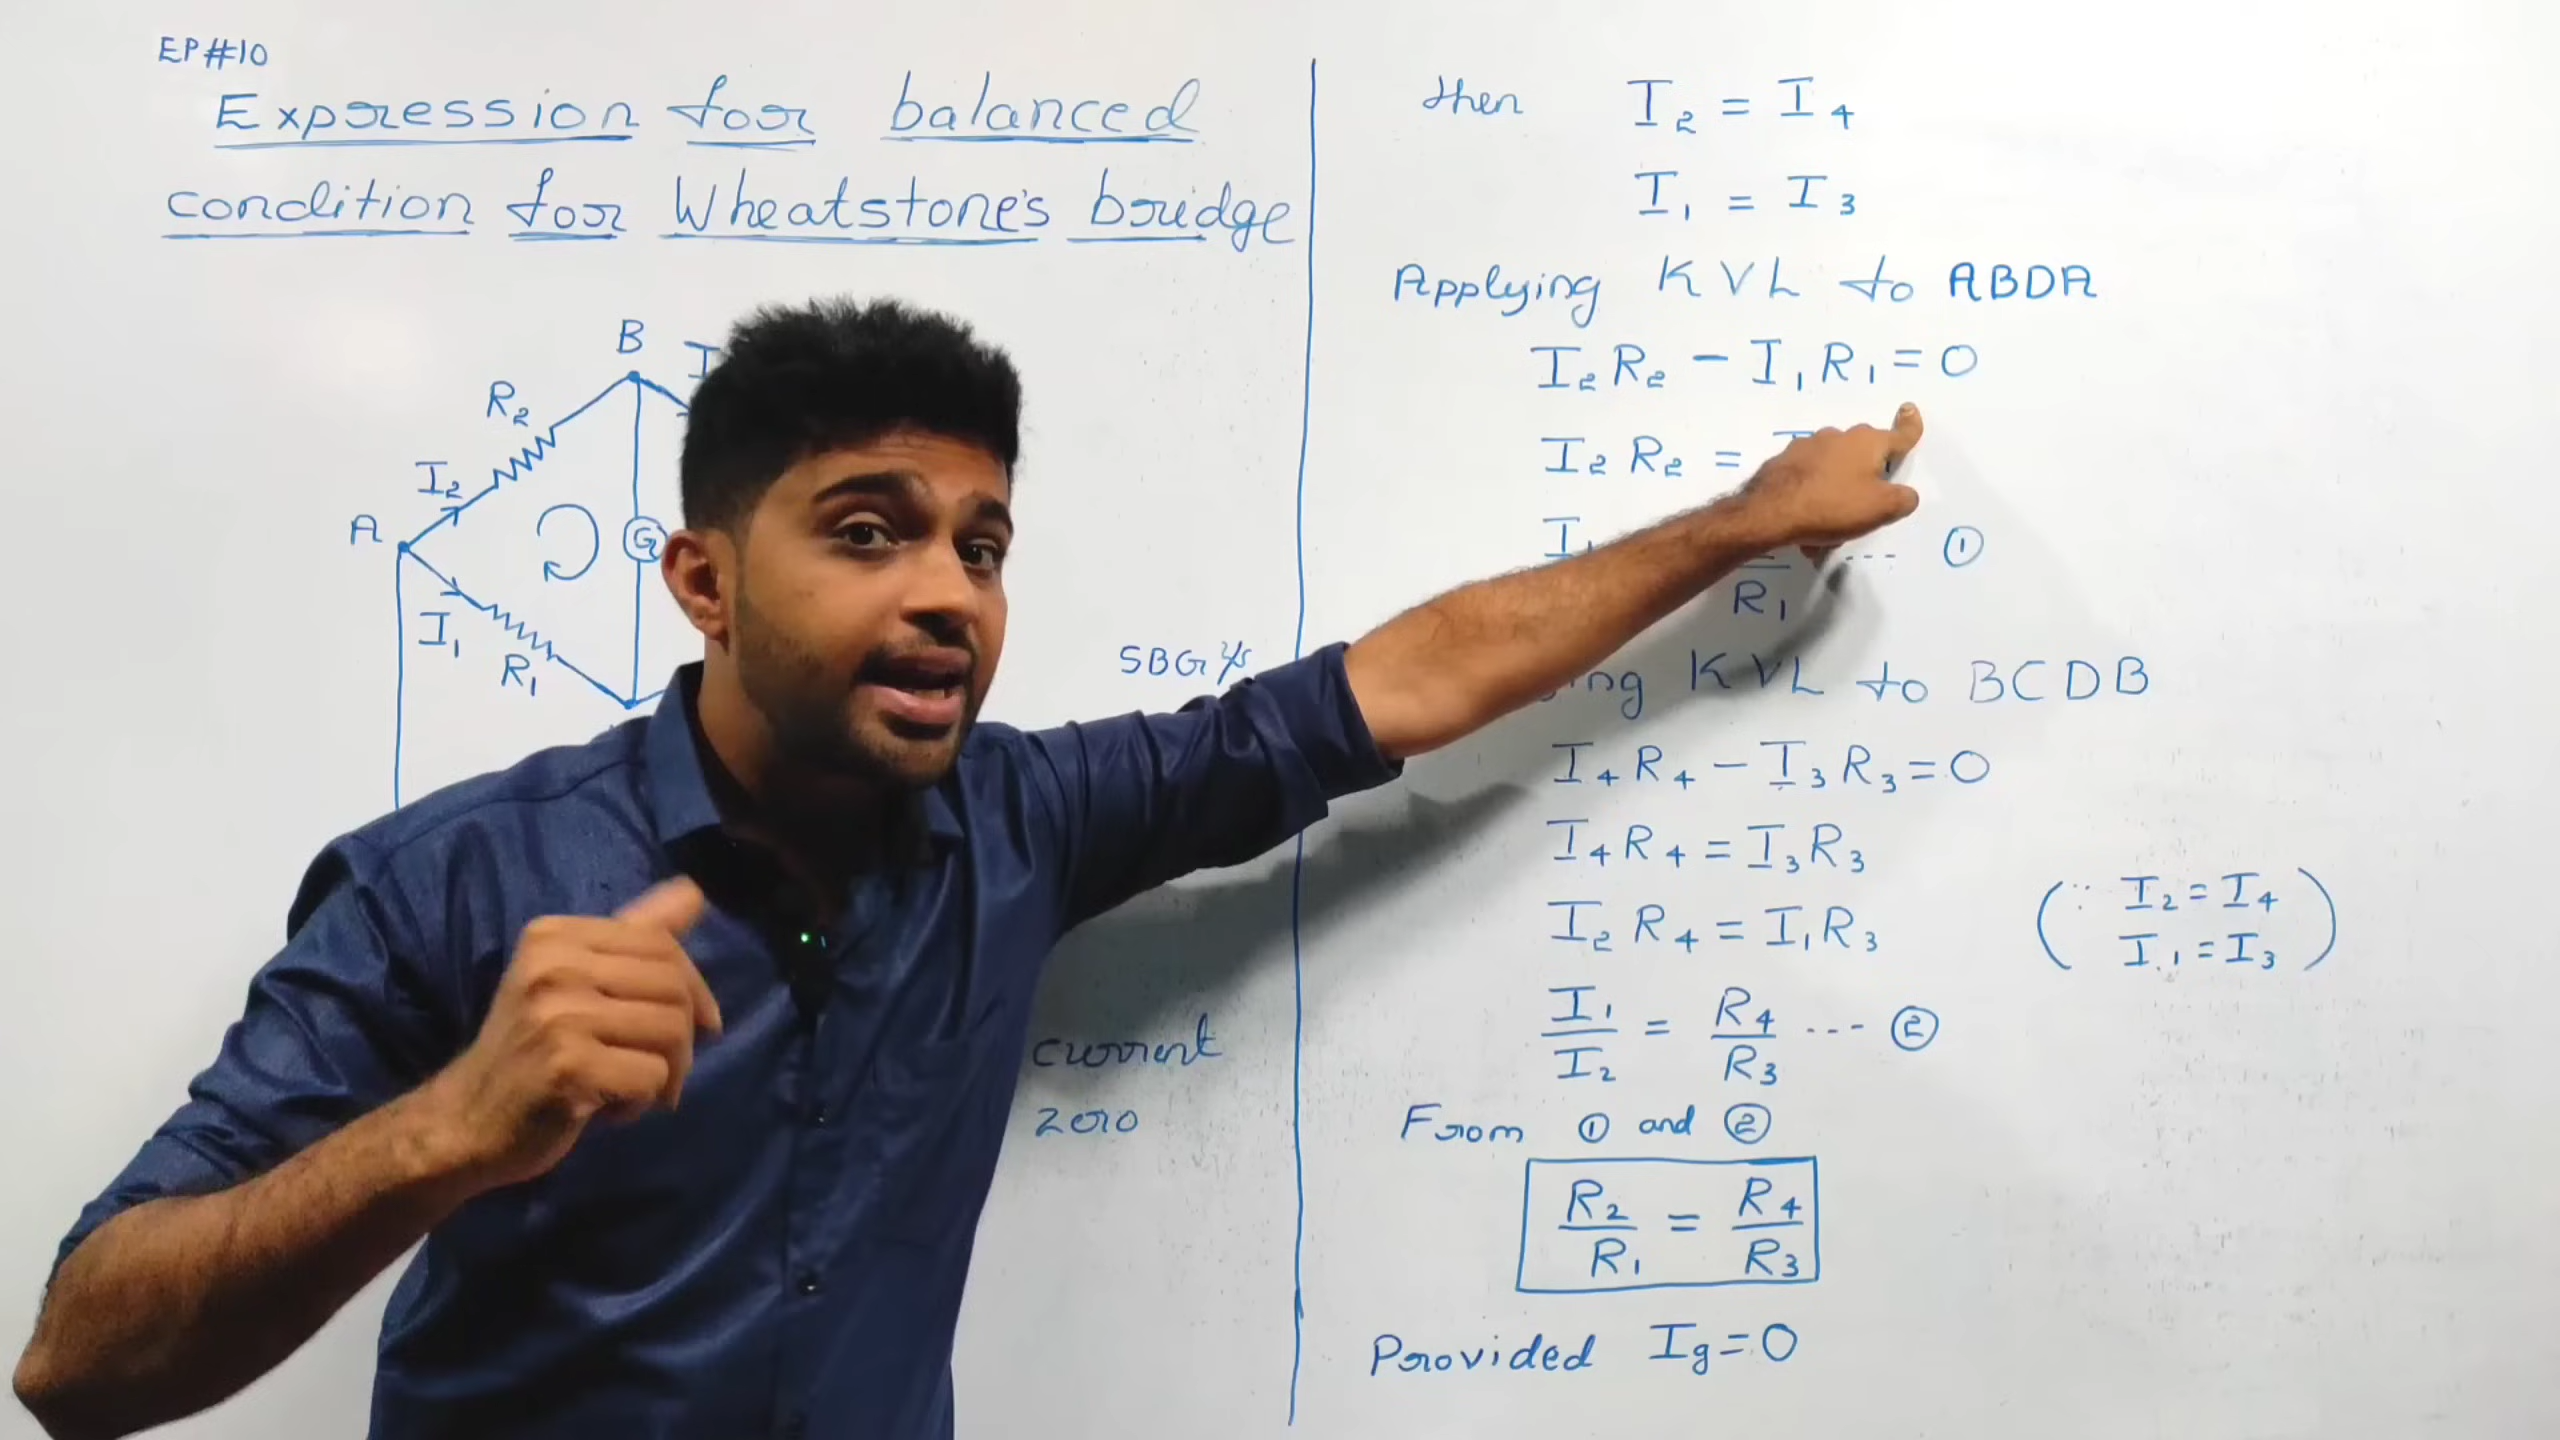 EP#10
Expression for balanced
condition for Wheatstone's bridge
B
I
R₂
I₂
A
G
I₁
R₁
SBG
current
zero
then I₂ = I₄
I₁ = I₃
Applying KVL to ABDA
I₂R₂ - I₁R₁ = 0
I₂R₂ =
I₁
R₁ --- ①
ing KVL to BCDB
I₄R₄ - I₃R₃ = 0
I₄R₄ = I₃R₃
I₂R₄ = I₁R₃
(∵ I₂ = I₄
I₁ = I₃)
I₁/I₂ = R₄/R₃ --- ②
From ① and ②
R₂/R₁ = R₄/R₃
Provided Ig = 0